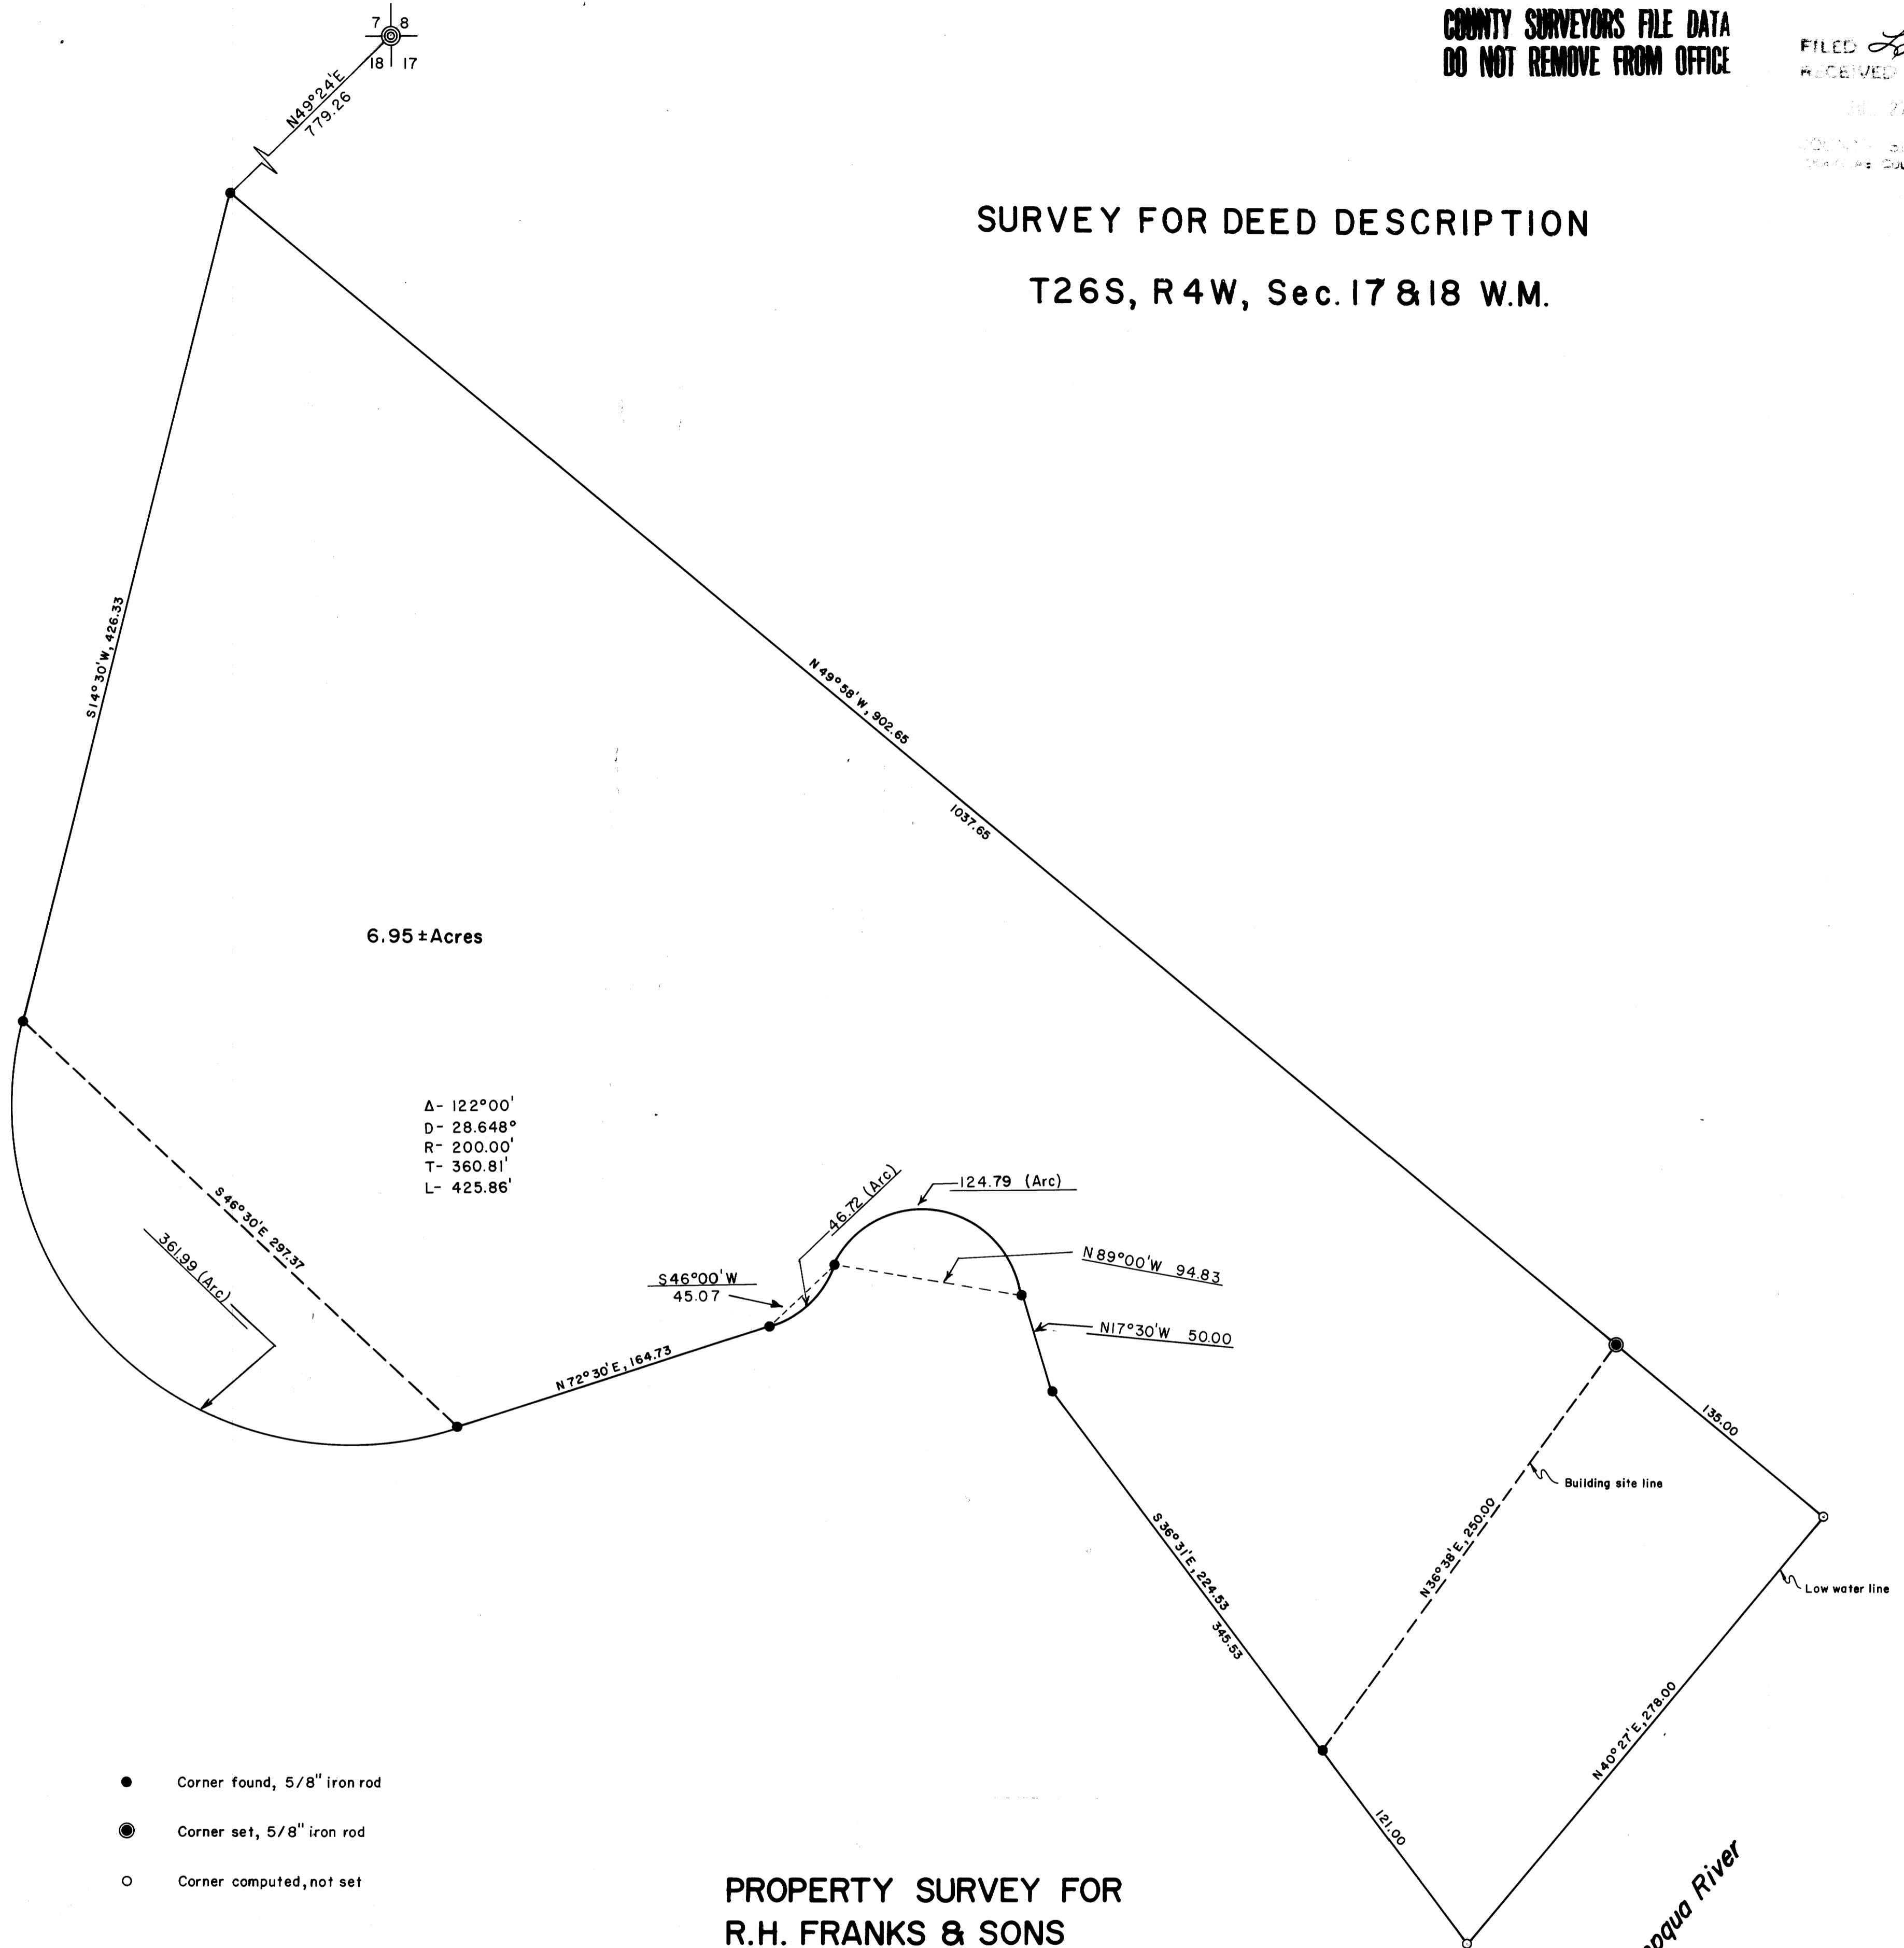 7 8
18 17
COUNTY SURVEYORS FILE DATA
DO NOT REMOVE FROM OFFICE
FILED
RECEIVED
N49°24'E
779.26
SURVEY FOR DEED DESCRIPTION
T26S, R4W, Sec. 17 & 18 W.M.
S14°30'W, 426.33
N49°58'W, 902.65
1037.65
6.95 ± Acres
Δ- 122°00'
D- 28.648°
R- 200.00'
T- 360.81'
L- 425.86'
S46°30'E 297.37
361.99 (Arc)
46.72 (Arc)
124.79 (Arc)
S46°00'W
45.07
N89°00'W 94.83
N17°30'W 50.00
N72°30'E, 164.73
135.00
Building site line
N36°38'E, 250.00
S36°31'E, 224.53
345.53
Low water line
N40°27'E, 278.00
121.00
Corner found, 5/8" iron rod
Corner set, 5/8" iron rod
Corner computed, not set
PROPERTY SURVEY FOR
R.H. FRANKS & SONS
River